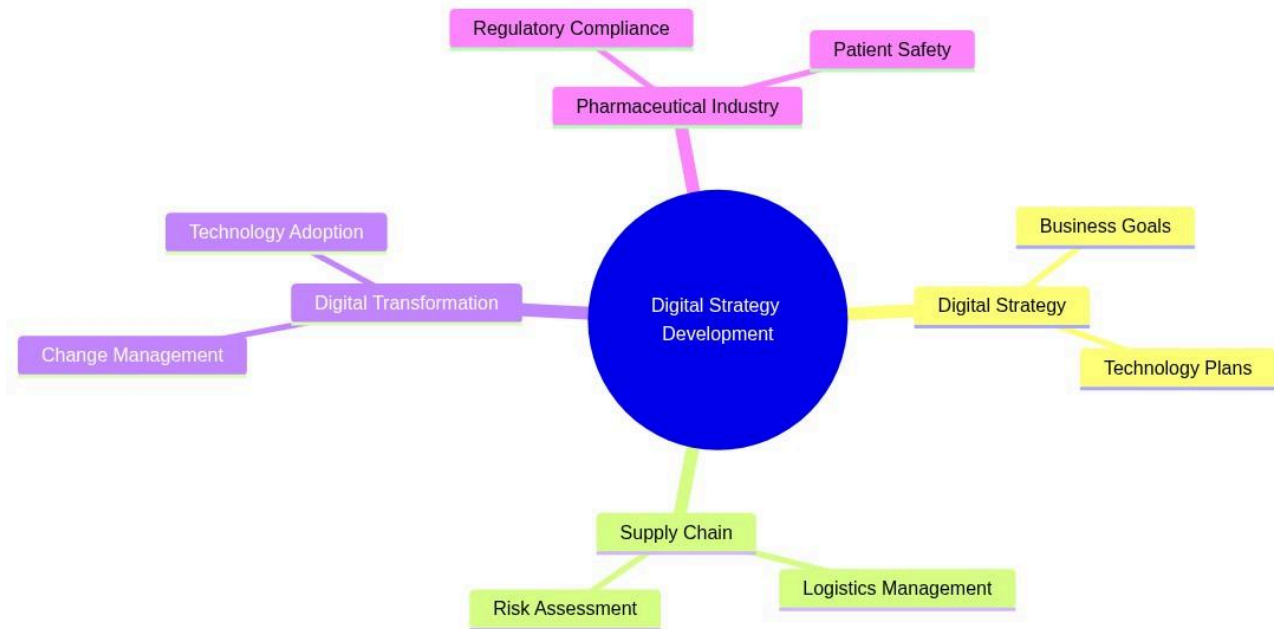 Regulatory Compliance
Patient Safety
Pharmaceutical Industry
Technology Adoption
Business Goals
Digital Transformation
Digital Strategy
Development
Digital Strategy
Change Management
Technology Plans
Supply Chain
Logistics Management
Risk Assessment